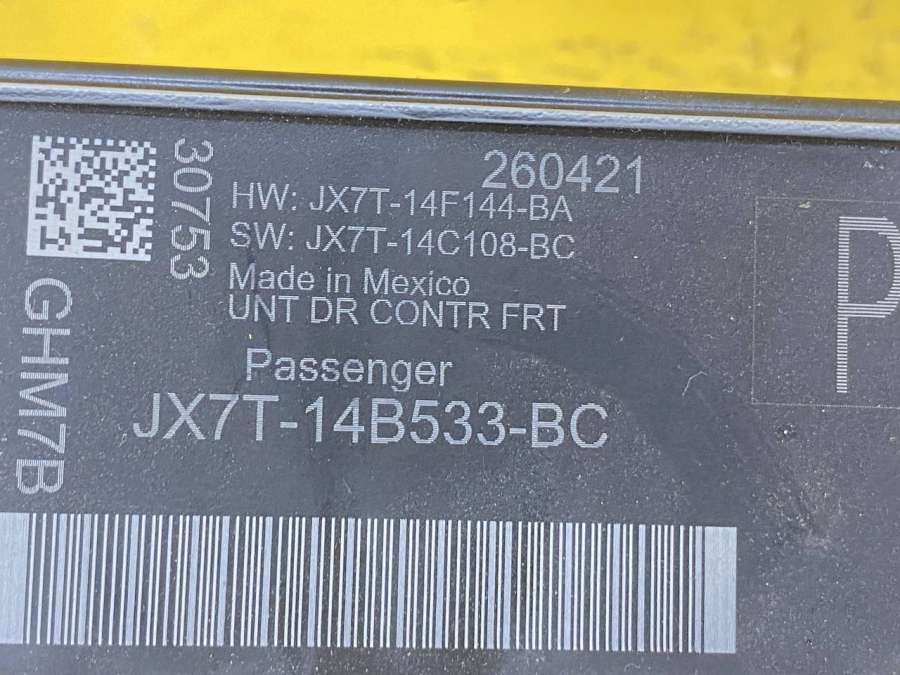 260421
30753
HW: JX7T-14F144-BA
SW: JX7T-14C108-BC
Made in Mexico
UNT DR CONTR FRT
P
GHM7B
Passenger
JX7T-14B533-BC